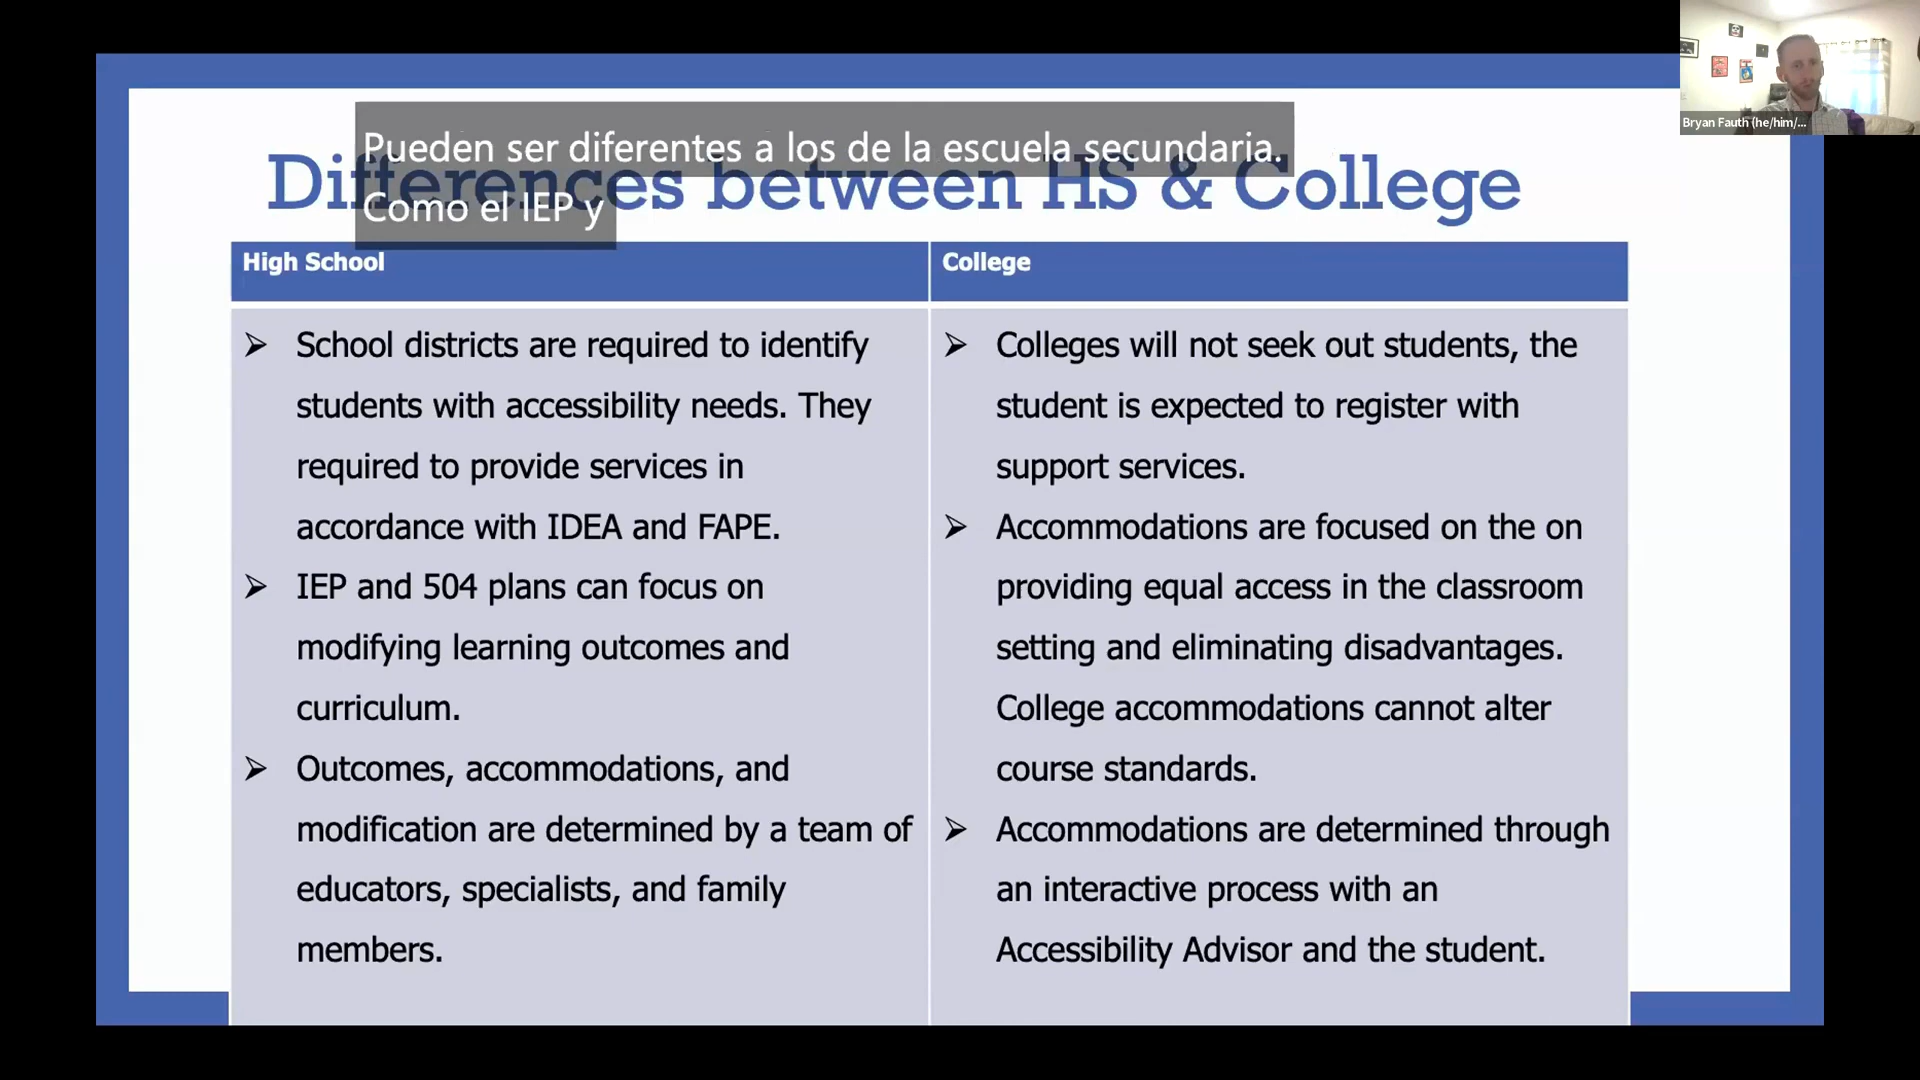 Pueden ser diferentes a los de la escuela secundaria.
Como el IEP y
Differences between HS & College
Bryan Fauth (he/him/...
High School
School districts are required to identify
students with accessibility needs. They
required to provide services in
accordance with IDEA and FAPE.
IEP and 504 plans can focus on
modifying learning outcomes and
curriculum.
Outcomes, accommodations, and
modification are determined by a team of
educators, specialists, and family
members.
College
Colleges will not seek out students, the
student is expected to register with
support services.
Accommodations are focused on the on
providing equal access in the classroom
setting and eliminating disadvantages.
College accommodations cannot alter
course standards.
Accommodations are determined through
an interactive process with an
Accessibility Advisor and the student.